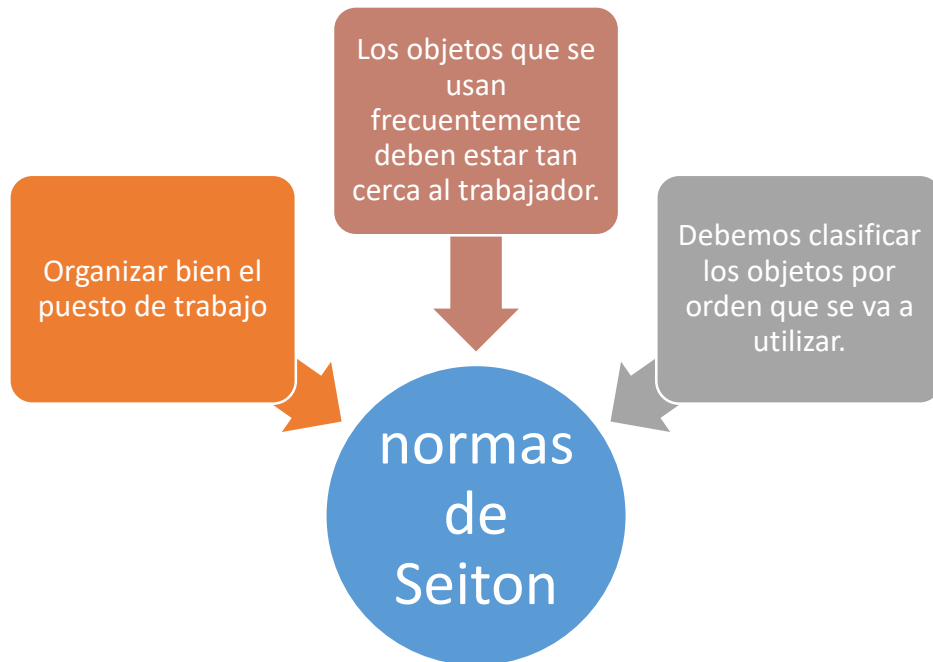 Los objetos que se
usan
frecuentemente
deben estar tan
cerca al trabajador.
Organizar bien el
puesto de trabajo
Debemos clasificar
los objetos por
orden que se va a
utilizar.
normas
de
Seiton